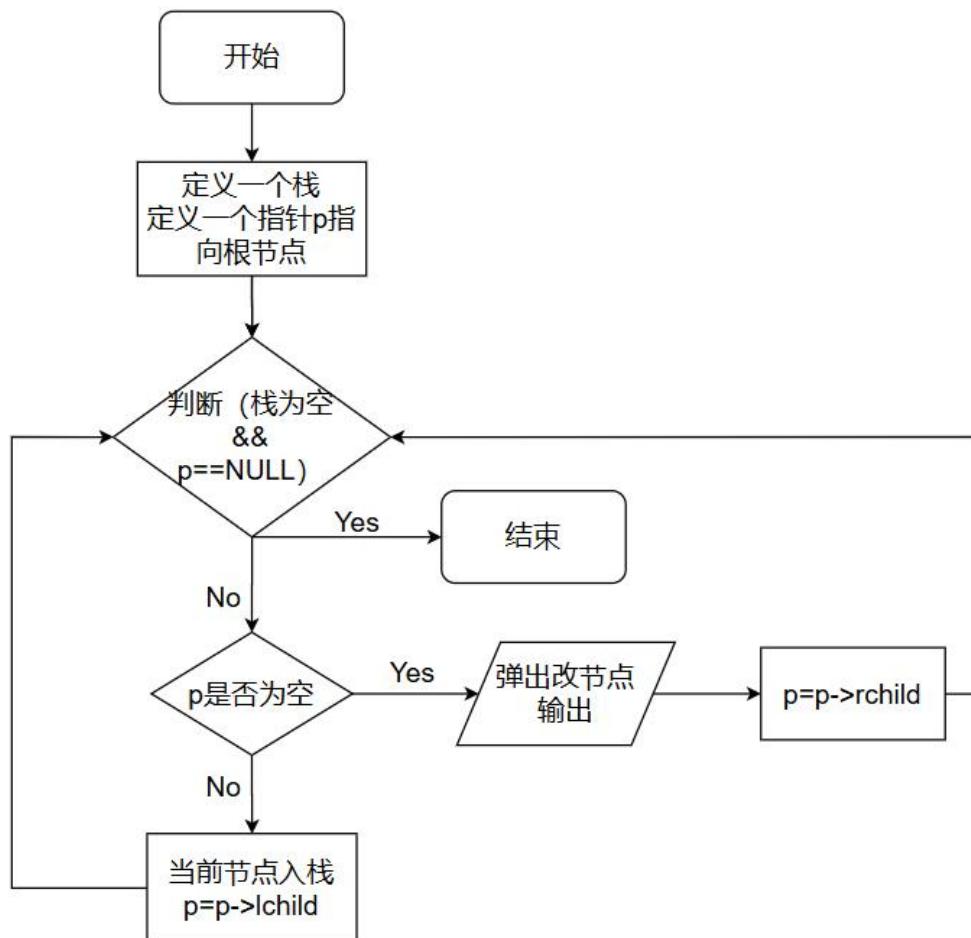 开始
定义一个栈
定义一个指针p指
向根节点
判断（栈为空
&&
p==NULL）
Yes
结束
No
p是否为空
Yes
弹出改节点
输出
p=p->rchild
No
当前节点入栈
p=p->lchild